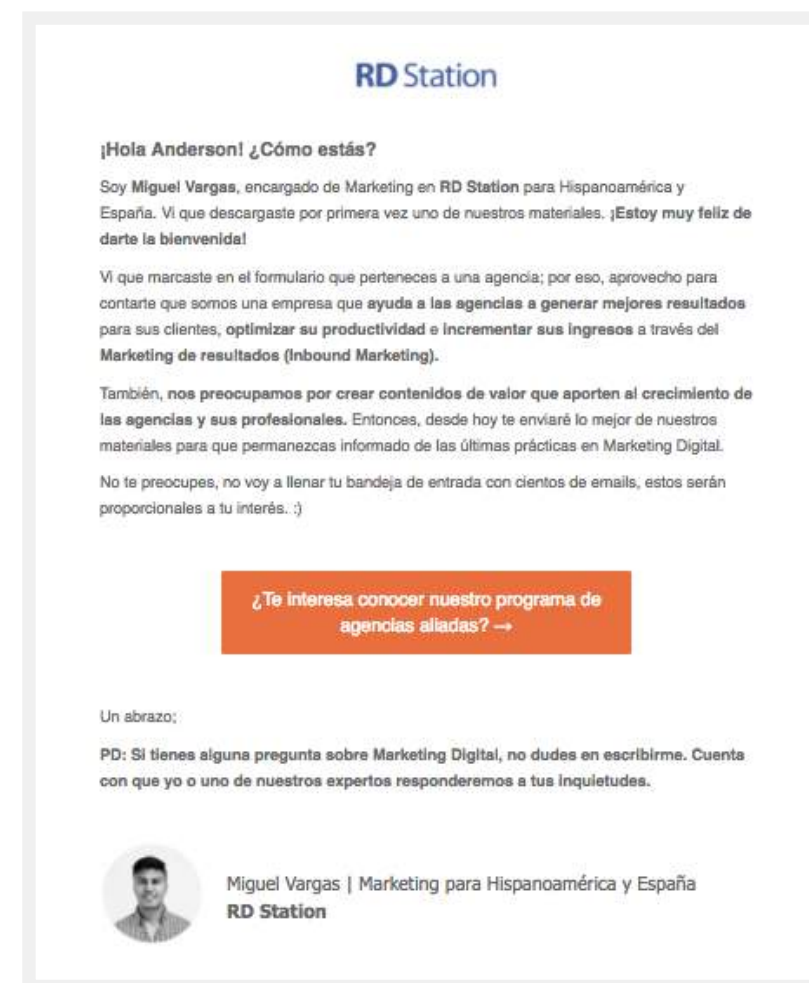 RD Station
¡Hola Anderson! ¿Cómo estás?
Soy Miguel Vargas, encargado de Marketing en RD Station para Hispanoamérica y
España. Vi que descargaste por primera vez uno de nuestros materiales. ¡Estoy muy feliz de
darte la bienvenida!
Vi que marcaste en el formulario que perteneces a una agencia; por eso, aprovecho para
contarte que somos una empresa que ayuda a las agencias a generar mejores resultados
para sus clientes, optimizar su productividad e incrementar sus ingresos a través del
Marketing de resultados (Inbound Marketing).
También, nos preocupamos por crear contenidos de valor que aporten al crecimiento de
las agencias y sus profesionales. Entonces, desde hoy te enviaré lo mejor de nuestros
materiales para que permanezcas informado de las últimas prácticas en Marketing Digital.
No te preocupes, no voy a llenar tu bandeja de entrada con cientos de emails, estos serán
proporcionales a tu interés. :)
¿Te interesa conocer nuestro programa de
agencias aliadas? →
Un abrazo;
PD: Si tienes alguna pregunta sobre Marketing Digital, no dudes en escribirme. Cuenta
con que yo o uno de nuestros expertos responderemos a tus inquietudes.
Miguel Vargas | Marketing para Hispanoamérica y España
RD Station